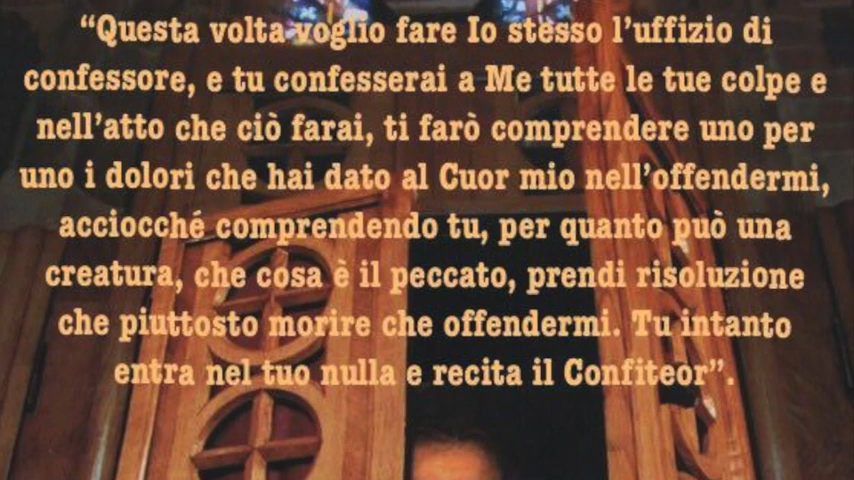 “Questa volta voglio fare Io stesso l’uffizio di
confessore, e tu confesserai a Me tutte le tue colpe e
nell’atto che ciò farai, ti farò comprendere uno per
uno i dolori che hai dato al Cuor mio nell’offendermi,
acciocché comprendendo tu, per quanto può una
creatura, che cosa è il peccato, prendi risoluzione
che piuttosto morire che offendermi. Tu intanto
entra nel tuo nulla e recita il Confiteor”.